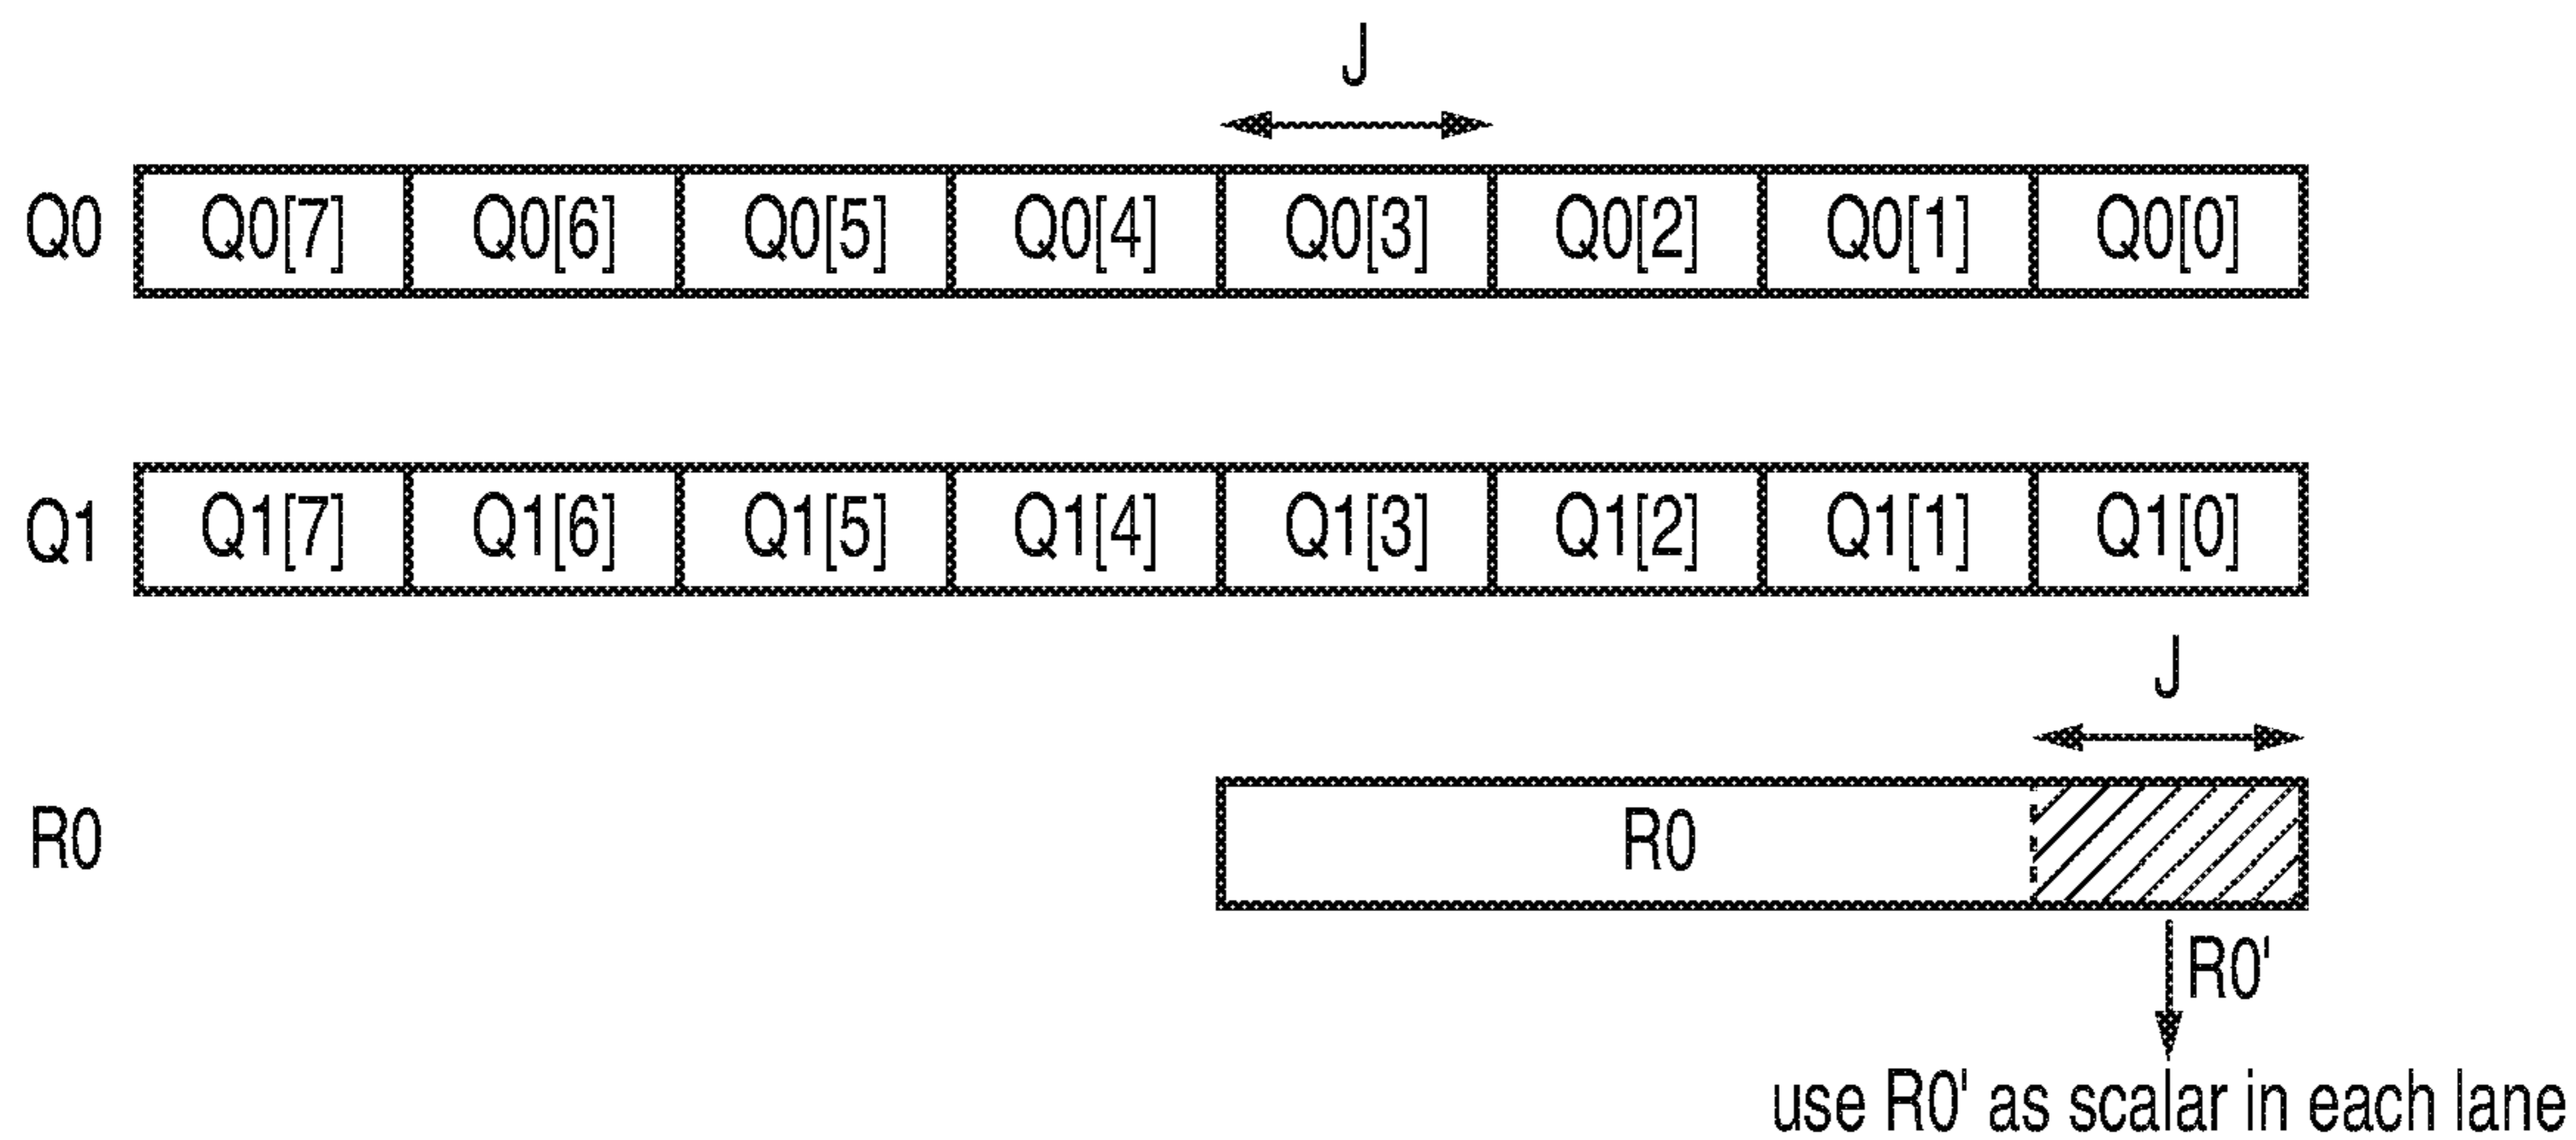 J
Q0 Q0[7] Q0[6] Q0[5] Q0[4] Q0[3] Q0[2] Q0[1] Q0[0]
Q1 Q1[7] Q1[6] Q1[5] Q1[4] Q1[3] Q1[2] Q1[1] Q1[0]
J
R0 R0
R0'
use R0' as scalar in each lane